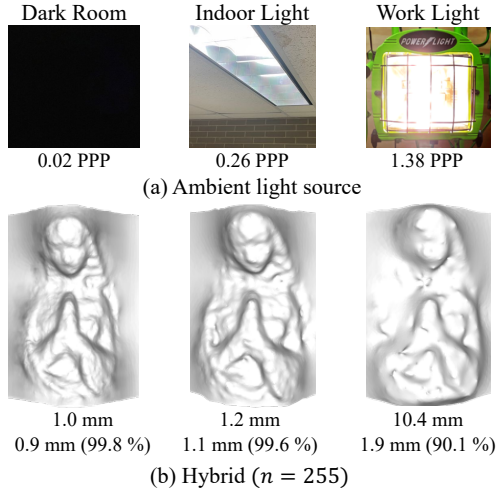 Dark Room Indoor Light Work Light
POWER LIGHT
0.02 PPP 0.26 PPP 1.38 PPP
(a) Ambient light source
1.0 mm 1.2 mm 10.4 mm
0.9 mm (99.8 %) 1.1 mm (99.6 %) 1.9 mm (90.1 %)
(b) Hybrid (n = 255)